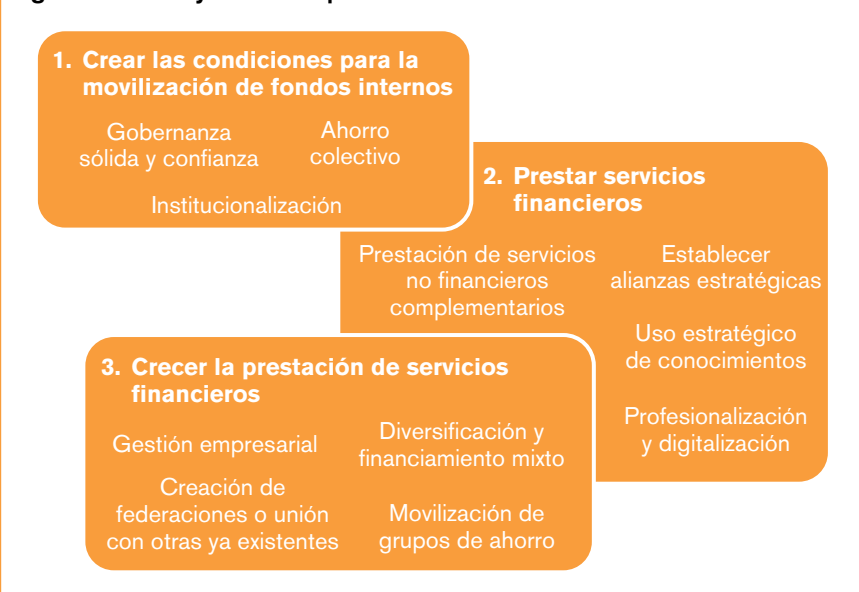 1. Crear las condiciones para la
movilización de fondos internos
Gobernanza
sólida y confianza
Ahorro
colectivo
Institucionalización
2. Prestar servicios
financieros
Prestación de servicios
no financieros
complementarios
Establecer
alianzas estratégicas
Uso estratégico
de conocimientos
Profesionalización
y digitalización
3. Crecer la prestación de servicios
financieros
Gestión empresarial
Diversificación y
financiamiento mixto
Creación de
federaciones o unión
con otras ya existentes
Movilización de
grupos de ahorro